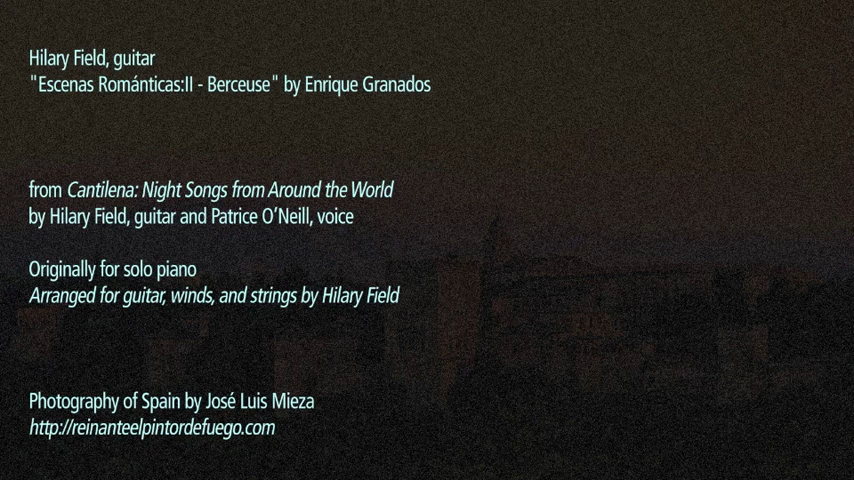 Hilary Field, guitar
"Escenas Románticas:II - Berceuse" by Enrique Granados
from Cantilena: Night Songs from Around the World
by Hilary Field, guitar and Patrice O’Neill, voice
Originally for solo piano
Arranged for guitar, winds, and strings by Hilary Field
Photography of Spain by José Luis Mieza
http://reinanteelpintordefuego.com